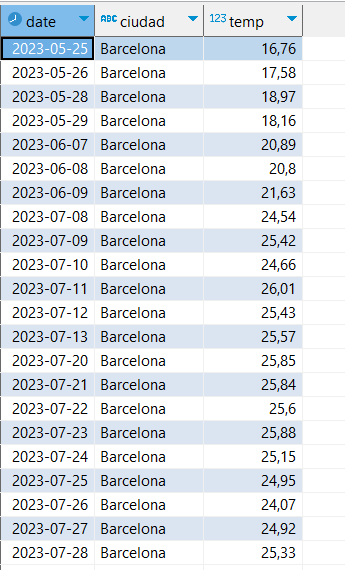 date ABC ciudad 123 temp
2023-05-25 Barcelona 16,76
2023-05-26 Barcelona 17,58
2023-05-28 Barcelona 18,97
2023-05-29 Barcelona 18,16
2023-06-07 Barcelona 20,89
2023-06-08 Barcelona 20,8
2023-06-09 Barcelona 21,63
2023-07-08 Barcelona 24,54
2023-07-09 Barcelona 25,42
2023-07-10 Barcelona 24,66
2023-07-11 Barcelona 26,01
2023-07-12 Barcelona 25,43
2023-07-13 Barcelona 25,57
2023-07-20 Barcelona 25,85
2023-07-21 Barcelona 25,84
2023-07-22 Barcelona 25,6
2023-07-23 Barcelona 25,88
2023-07-24 Barcelona 25,15
2023-07-25 Barcelona 24,95
2023-07-26 Barcelona 24,07
2023-07-27 Barcelona 24,92
2023-07-28 Barcelona 25,33